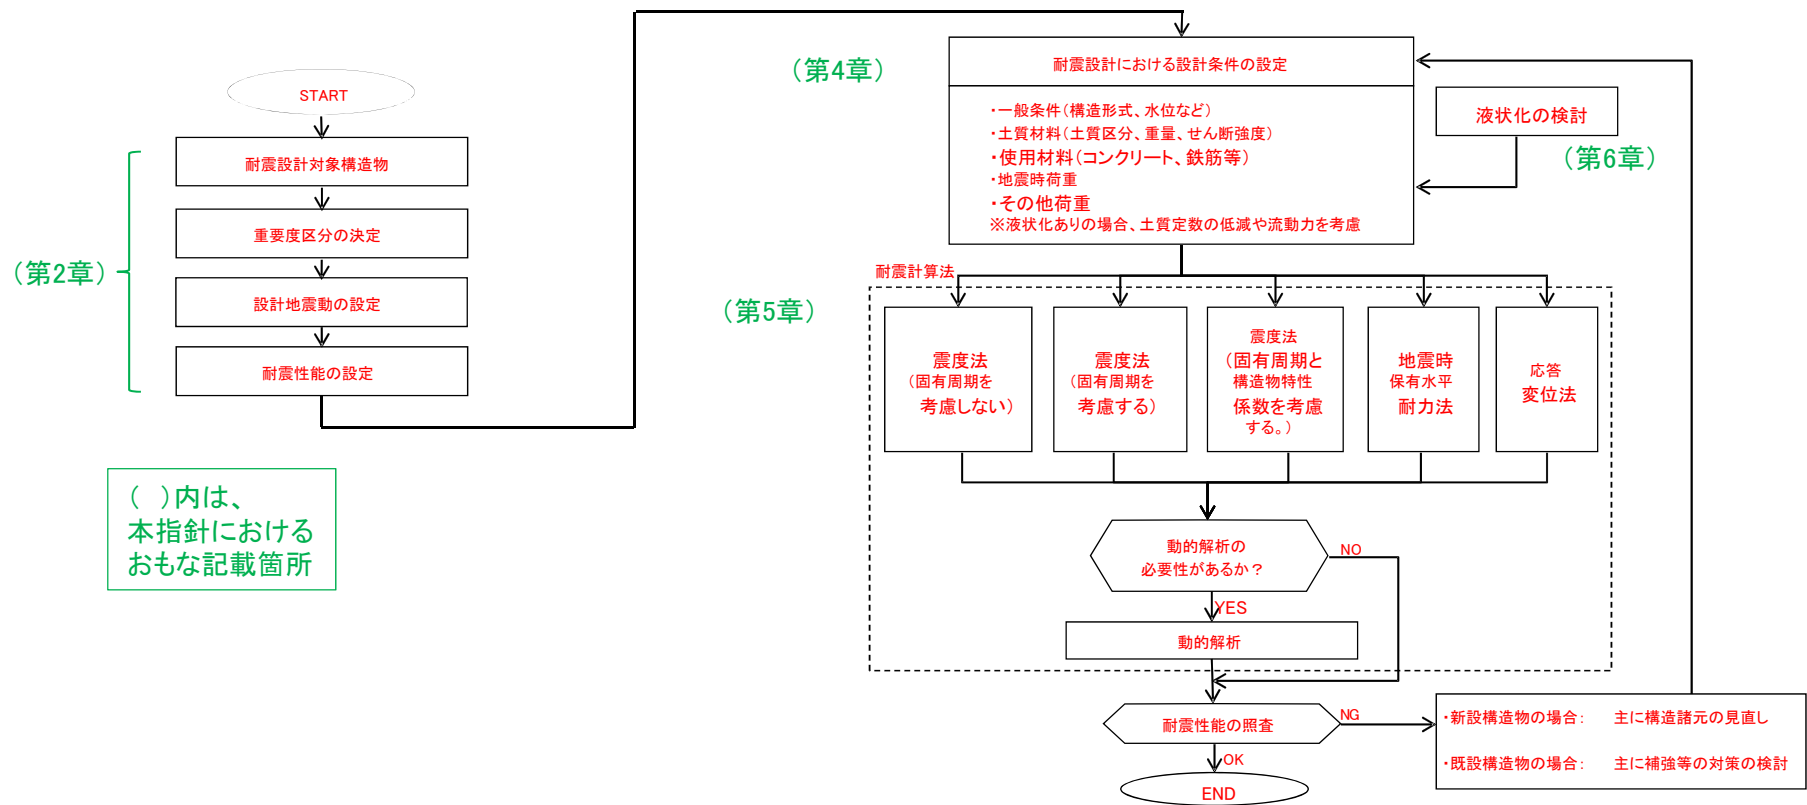 START
耐震設計対象構造物
重要度区分の決定
(第2章)
設計地震動の設定
耐震性能の設定
( )内は、
本指針における
おもな記載箇所
(第4章)
耐震設計における設計条件の設定
・一般条件(構造形式、水位など)
・土質材料(土質区分、重量、せん断強度)
・使用材料(コンクリート、鉄筋等)
・地震時荷重
・その他荷重
※液状化ありの場合、土質定数の低減や流動力を考慮
液状化の検討
(第6章)
耐震計算法
(第5章)
震度法
(固有周期を
考慮しない)
震度法
(固有周期を
考慮する)
震度法
(固有周期と
構造物特性
係数を考慮
する。)
地震時
保有水平
耐力法
応答
変位法
動的解析の
必要性があるか?
NO
YES
動的解析
耐震性能の照査
NG
・新設構造物の場合: 主に構造諸元の見直し
・既設構造物の場合: 主に補強等の対策の検討
OK
END